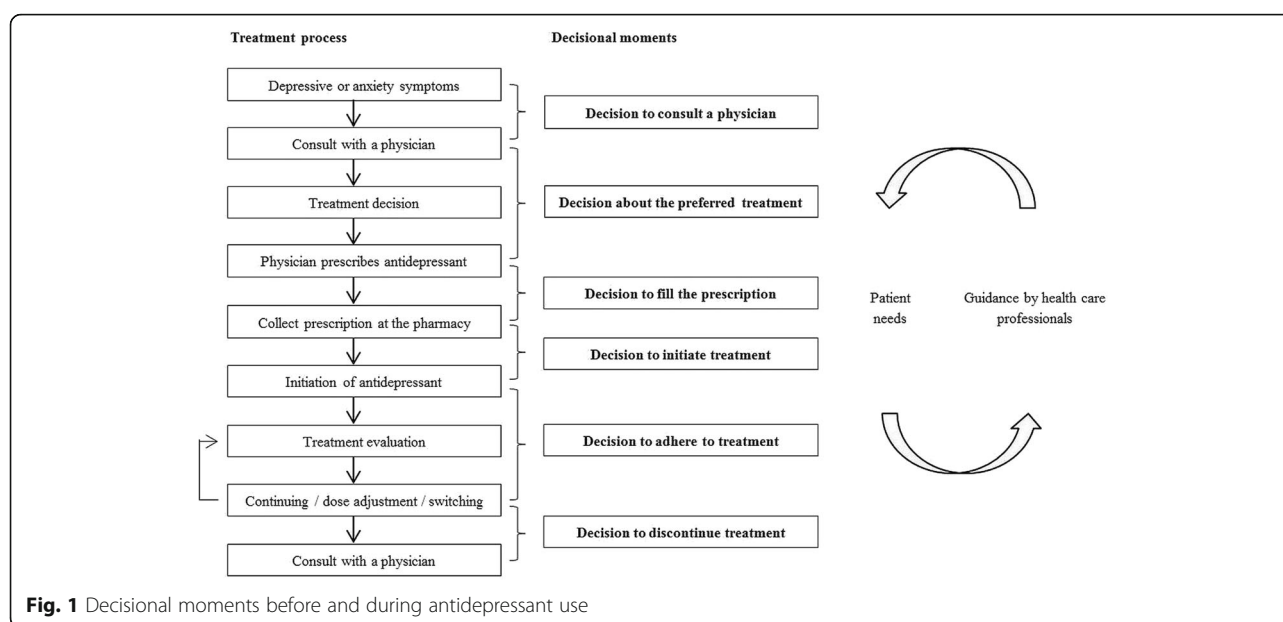 Treatment process
Decisional moments
Depressive or anxiety symptoms
Decision to consult a physician
Consult with a physician
Treatment decision
Decision about the preferred treatment
Physician prescribes antidepressant
Decision to fill the prescription
Collect prescription at the pharmacy
Decision to initiate treatment
Initiation of antidepressant
Treatment evaluation
Decision to adhere to treatment
Continuing / dose adjustment / switching
Decision to discontinue treatment
Consult with a physician
Patient
needs
Guidance by health care
professionals
Fig. 1 Decisional moments before and during antidepressant use